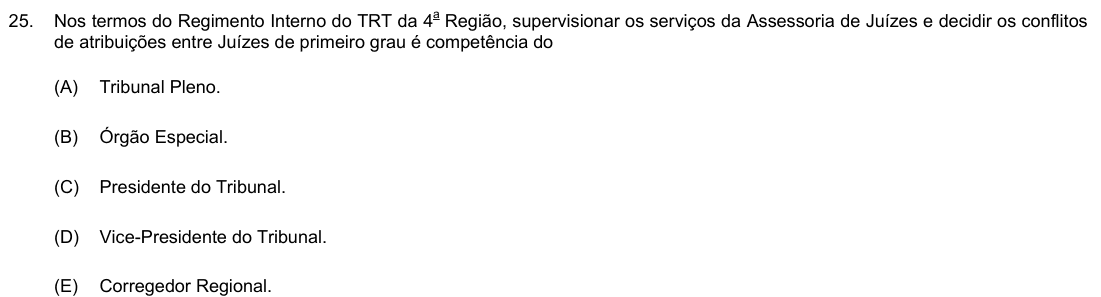 25. Nos termos do Regimento Interno do TRT da 4ª Região, supervisionar os serviços da Assessoria de Juízes e decidir os conflitos
de atribuições entre Juízes de primeiro grau é competência do
(A) Tribunal Pleno.
(B) Órgão Especial.
(C) Presidente do Tribunal.
(D) Vice-Presidente do Tribunal.
(E) Corregedor Regional.